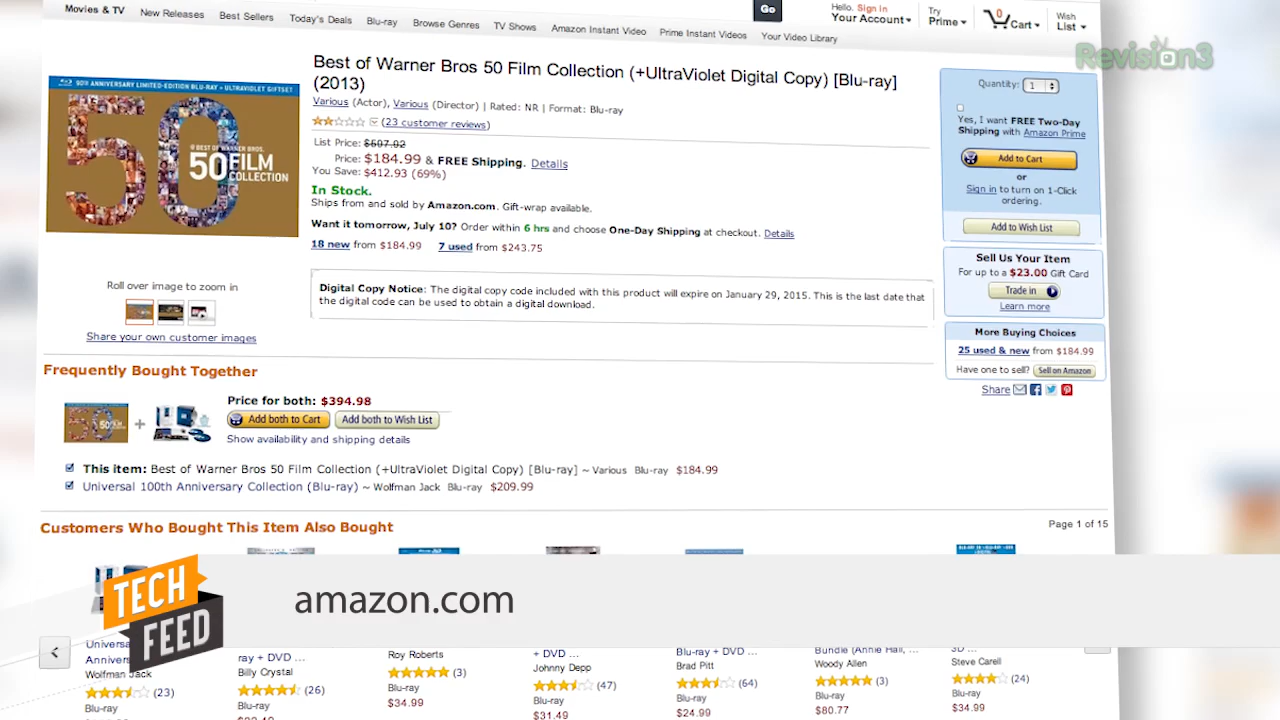 Movies & TV New Releases Best Sellers Today's Deals Blu-ray Browse Genres TV Shows Amazon Instant Video Prime Instant Videos Your Video Library
Go
Hello. Sign in
Your Account
Try
Prime
0
Cart
Wish
List
Revision3
90TH ANNIVERSARY LIMITED-EDITION BLU-RAY + ULTRAVIOLET GIFTSET
50
BEST OF WARNER BROS.
50 FILM
COLLECTION
Best of Warner Bros 50 Film Collection (+UltraViolet Digital Copy) [Blu-ray]
(2013)
Various (Actor), Various (Director) | Rated: NR | Format: Blu-ray
(23 customer reviews)
List Price: $597.92
Price: $184.99 & FREE Shipping. Details
You Save: $412.93 (69%)
In Stock.
Ships from and sold by Amazon.com. Gift-wrap available.
Want it tomorrow, July 10? Order within 6 hrs and choose One-Day Shipping at checkout. Details
18 new from $184.99 7 used from $243.75
Digital Copy Notice: The digital copy code included with this product will expire on January 29, 2015. This is the last date that
the digital code can be used to obtain a digital download.
Roll over image to zoom in
Share your own customer images
Quantity: 1
Yes, I want FREE Two-Day
Shipping with Amazon Prime
Add to Cart
or
Sign in to turn on 1-Click
ordering.
Add to Wish List
Sell Us Your Item
For up to a $23.00 Gift Card
Trade in
Learn more
More Buying Choices
25 used & new from $184.99
Have one to sell? Sell on Amazon
Share
Frequently Bought Together
50
+
Price for both: $394.98
Add both to Cart Add both to Wish List
Show availability and shipping details
This item: Best of Warner Bros 50 Film Collection (+UltraViolet Digital Copy) [Blu-ray] ~ Various Blu-ray $184.99
Universal 100th Anniversary Collection (Blu-ray) ~ Wolfman Jack Blu-ray $209.99
Customers Who Bought This Item Also Bought
Page 1 of 15
TECH
FEED
amazon.com
Wolfman Jack
(23)
Blu-ray
ray + DVD ...
Billy Crystal
(26)
Blu-ray
Roy Roberts
(3)
Blu-ray
$34.99
+ DVD ...
Johnny Depp
(47)
Blu-ray
$31.49
Blu-ray + DVD ...
Brad Pitt
(64)
Blu-ray
$24.99
Bundle (Annie Hall, ...
Woody Allen
(3)
Blu-ray
$80.77
Steve Carell
(24)
Blu-ray
$34.99